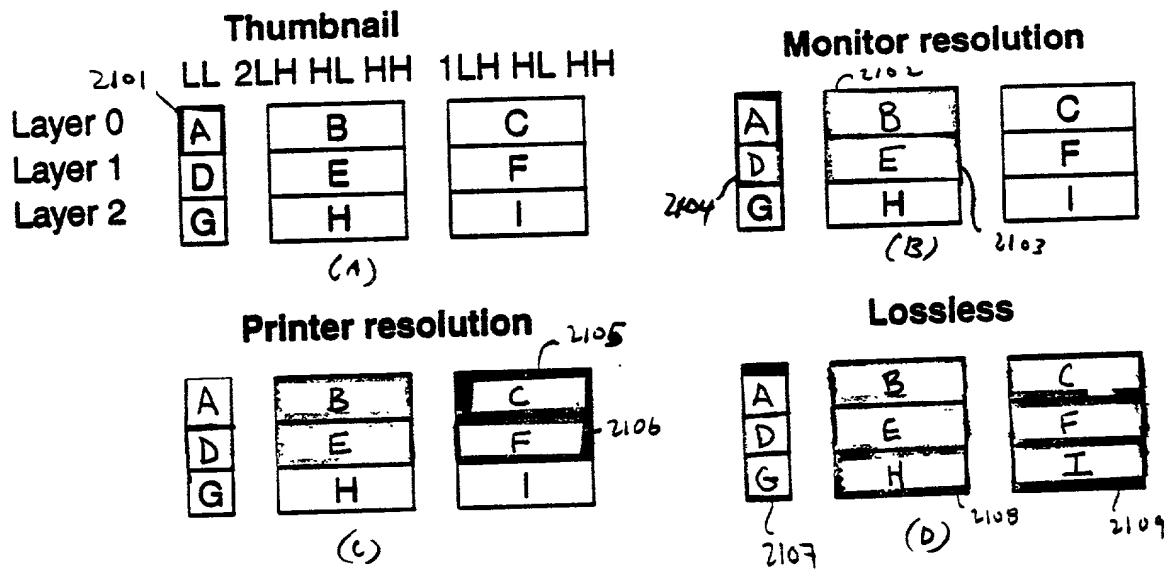 Thumbnail
2101 LL 2LH HL HH 1LH HL HH
Layer 0 A B C
Layer 1 D E F
Layer 2 G H I
(A)
Monitor resolution
2102
A B C
D E F
2104 G H I
(B) 2103
Printer resolution
2105
A B C
D E F 2106
G H I
(C)
Lossless
A B C
D E F
G H I
2107 (D) 2108 2109